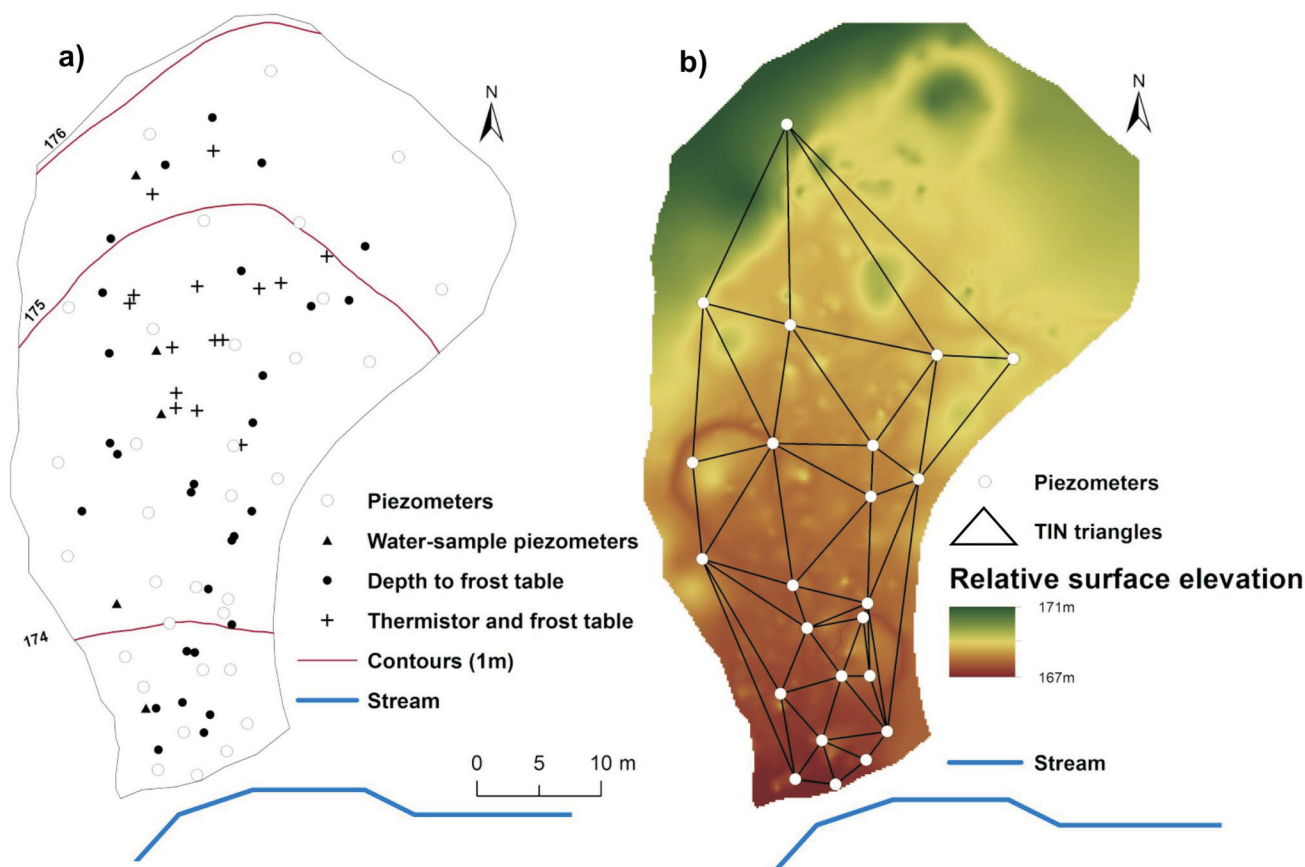 a)
N
176
175
174
Piezometers
Water-sample piezometers
Depth to frost table
Thermistor and frost table
Contours (1m)
Stream
0 5 10 m
b)
N
Piezometers
TIN triangles
Relative surface elevation
171m
167m
Stream